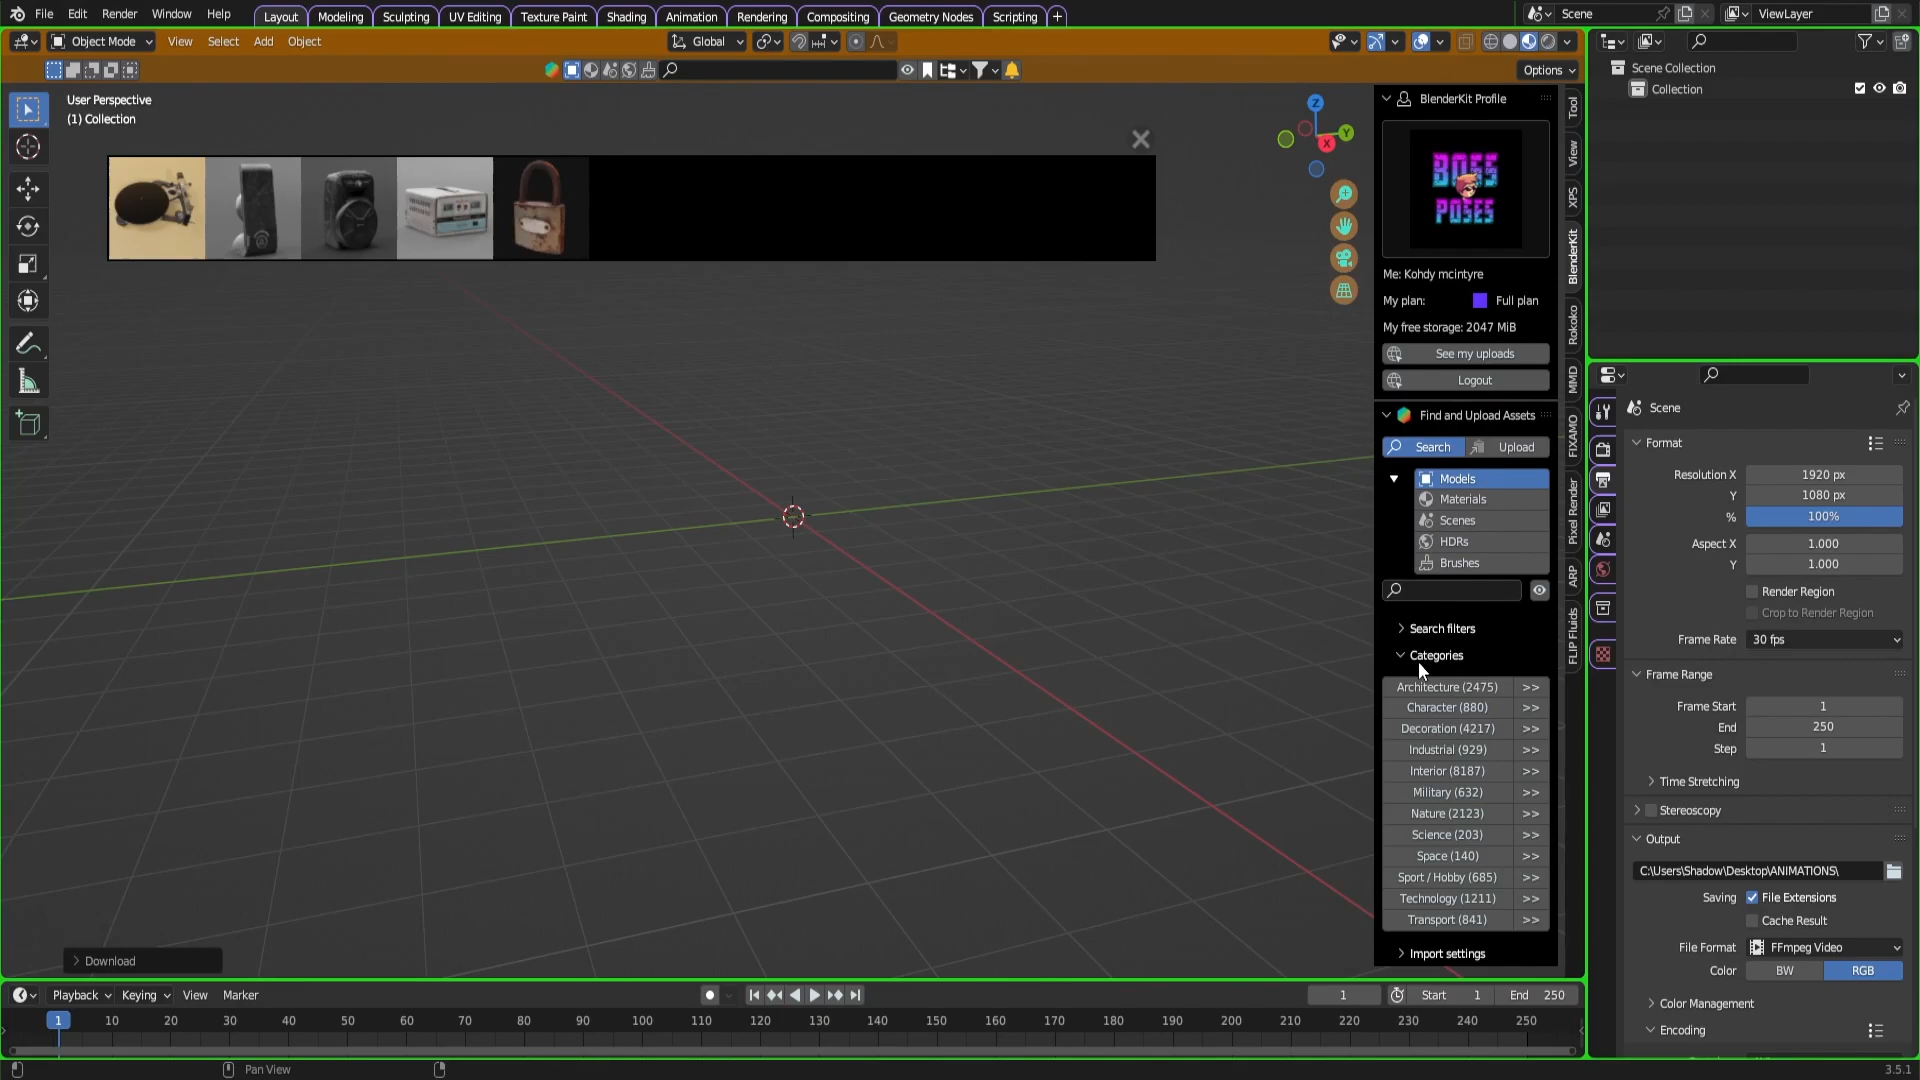 File Edit Render Window Help
Layout Modeling Sculpting UV Editing Texture Paint Shading Animation Rendering Compositing Geometry Nodes Scripting +
Scene
ViewLayer
Object Mode View Select Add Object
Global
Options
User Perspective
(1) Collection
Z
Y
X
BlenderKit Profile
BOSS
POSES
Me: Kohdy mcintyre
My plan: Full plan
My free storage: 2047 MiB
See my uploads
Logout
Find and Upload Assets
Search Upload
Models
Materials
Scenes
HDRs
Brushes
Search filters
Categories
Architecture (2475) >>
Character (880) >>
Decoration (4217) >>
Industrial (929) >>
Interior (8187) >>
Military (632) >>
Nature (2123) >>
Science (203) >>
Space (140) >>
Sport / Hobby (685) >>
Technology (1211) >>
Transport (841) >>
Import settings
Tool
View
XPS
BlenderKit
Rokoko
MMD
FIXAMO
Pixel Render
ARP
FLIP Fluids
Scene Collection
Collection
Scene
Format
Resolution X 1920 px
Y 1080 px
% 100%
Aspect X 1.000
Y 1.000
Render Region
Crop to Render Region
Frame Rate 30 fps
Frame Range
Frame Start 1
End 250
Step 1
Time Stretching
Stereoscopy
Output
C:\Users\Shadow\Desktop\ANIMATIONS\
Saving File Extensions
Cache Result
File Format FFmpeg Video
Color BW RGB
Color Management
Encoding
Download
Playback Keying View Marker
1 Start 1 End 250
1 10 20 30 40 50 60 70 80 90 100 110 120 130 140 150 160 170 180 190 200 210 220 230 240 250
Pan View
3.5.1